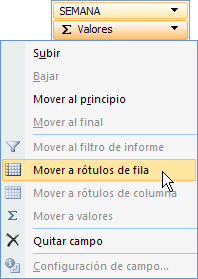 SEMANA
Σ Valores
Subir
Bajar
Mover al principio
Mover al final
Mover al filtro de informe
Mover a rótulos de fila
Mover a rótulos de columna
Σ Mover a valores
Quitar campo
Configuración de campo...